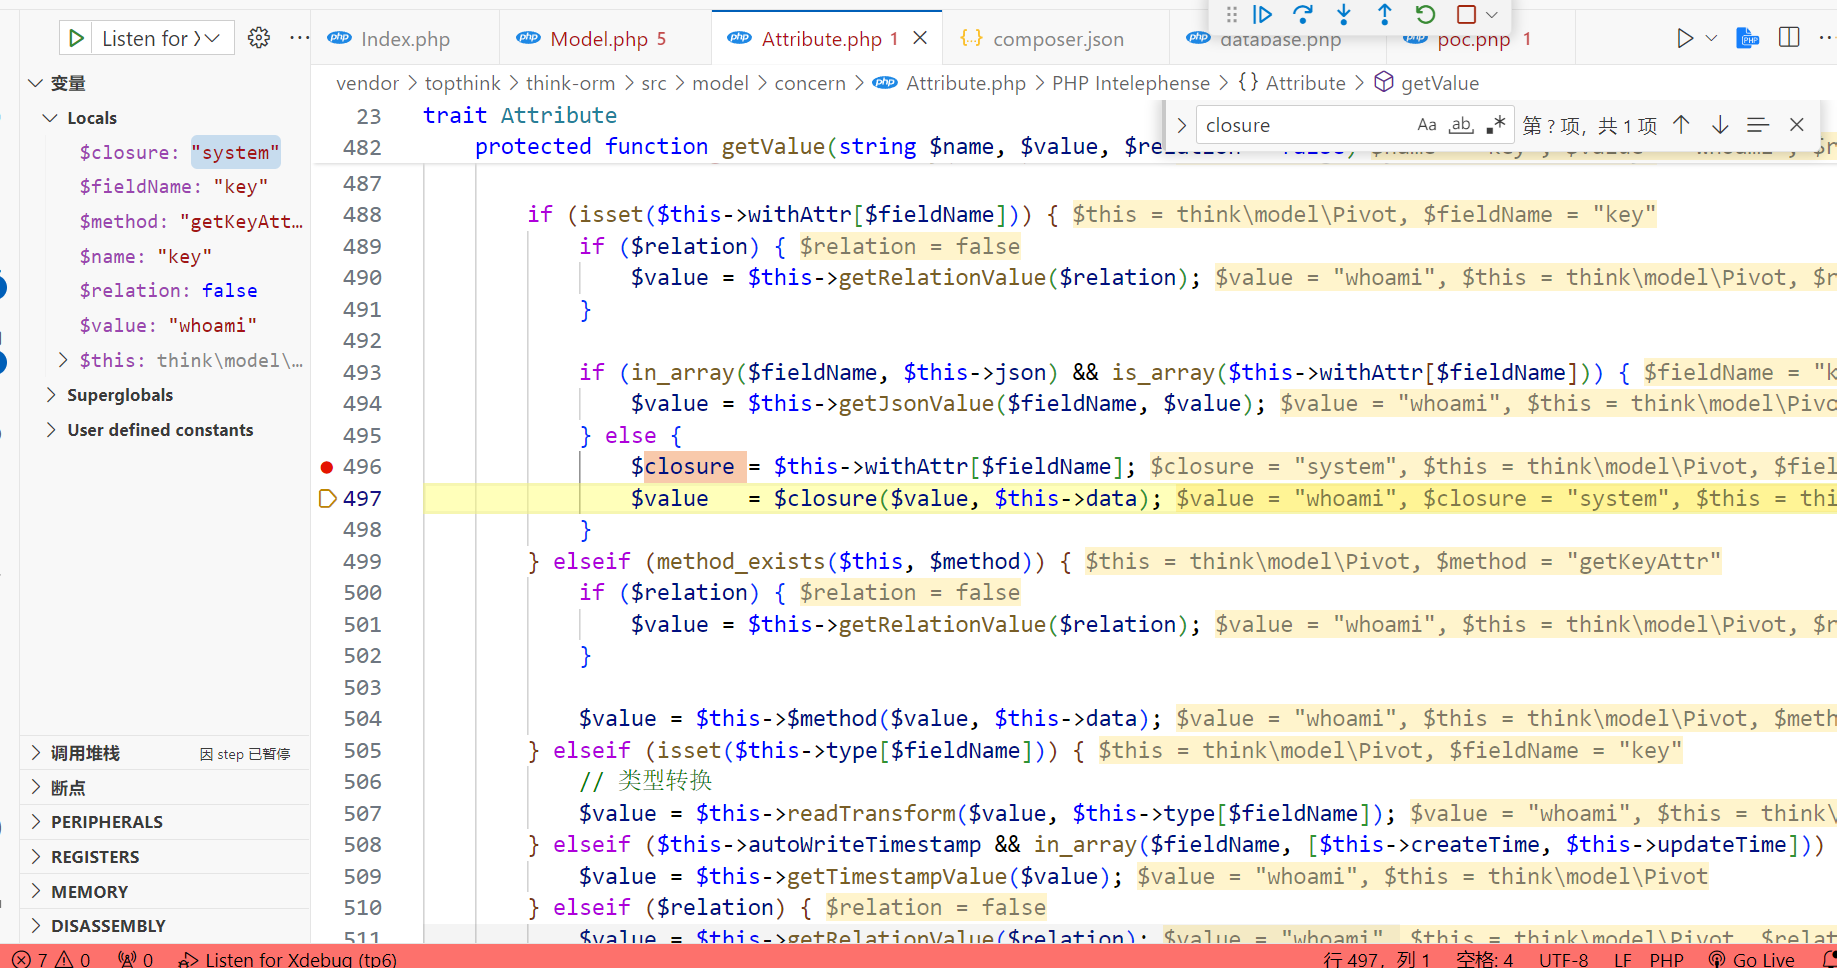 Listen for
Index.php
Model.php 5
Attribute.php 1
composer.json
database.php
poc.php 1
变量
Locals
$closure: "system"
$fieldName: "key"
$method: "getKeyAtt…
$name: "key"
$relation: false
$value: "whoami"
$this: think\model\…
Superglobals
User defined constants
调用堆栈 因 step 已暂停
断点
PERIPHERALS
REGISTERS
MEMORY
DISASSEMBLY
vendor > topthink > think-orm > src > model > concern > Attribute.php > PHP Intelephense > {} Attribute > getValue
closure Aa ab .* 第 ? 项，共 1 项
23 trait Attribute
482 protected function getValue(string $name, $value, $relation = false)
487
488 if (isset($this->withAttr[$fieldName])) { $this = think\model\Pivot, $fieldName = "key"
489 if ($relation) { $relation = false
490 $value = $this->getRelationValue($relation); $value = "whoami", $this = think\model\Pivot, $r
491 }
492
493 if (in_array($fieldName, $this->json) && is_array($this->withAttr[$fieldName])) { $fieldName = "k
494 $value = $this->getJsonValue($fieldName, $value); $value = "whoami", $this = think\model\Pivo
495 } else {
496 $closure = $this->withAttr[$fieldName]; $closure = "system", $this = think\model\Pivot, $fiel
497 $value = $closure($value, $this->data); $value = "whoami", $closure = "system", $this = thi
498 }
499 } elseif (method_exists($this, $method)) { $this = think\model\Pivot, $method = "getKeyAttr"
500 if ($relation) { $relation = false
501 $value = $this->getRelationValue($relation); $value = "whoami", $this = think\model\Pivot, $r
502 }
503
504 $value = $this->$method($value, $this->data); $value = "whoami", $this = think\model\Pivot, $meth
505 } elseif (isset($this->type[$fieldName])) { $this = think\model\Pivot, $fieldName = "key"
506 // 类型转换
507 $value = $this->readTransform($value, $this->type[$fieldName]); $value = "whoami", $this = think\
508 } elseif ($this->autoWriteTimestamp && in_array($fieldName, [$this->createTime, $this->updateTime]))
509 $value = $this->getTimestampValue($value); $value = "whoami", $this = think\model\Pivot
510 } elseif ($relation) { $relation = false
511 $value = $this->getRelationValue($relation); $value = "whoami", $this = think\model\Pivot, $relat
7 0 0 Listen for Xdebug (tp6) 行 497，列 1 空格: 4 UTF-8 LF PHP Go Live